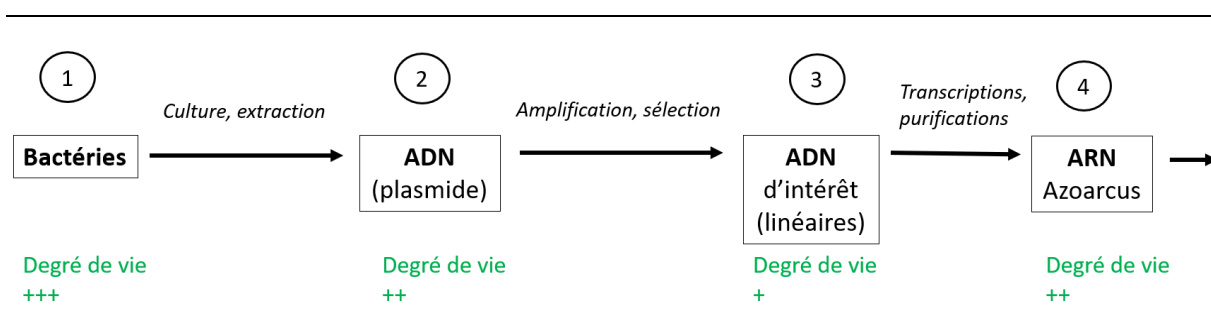 1
Bactéries
Degré de vie
+++
Culture, extraction
2
ADN
(plasmide)
Degré de vie
++
Amplification, sélection
3
ADN
d'intérêt
(linéaires)
Degré de vie
+
Transcriptions,
purifications
4
ARN
Azoarcus
Degré de vie
++